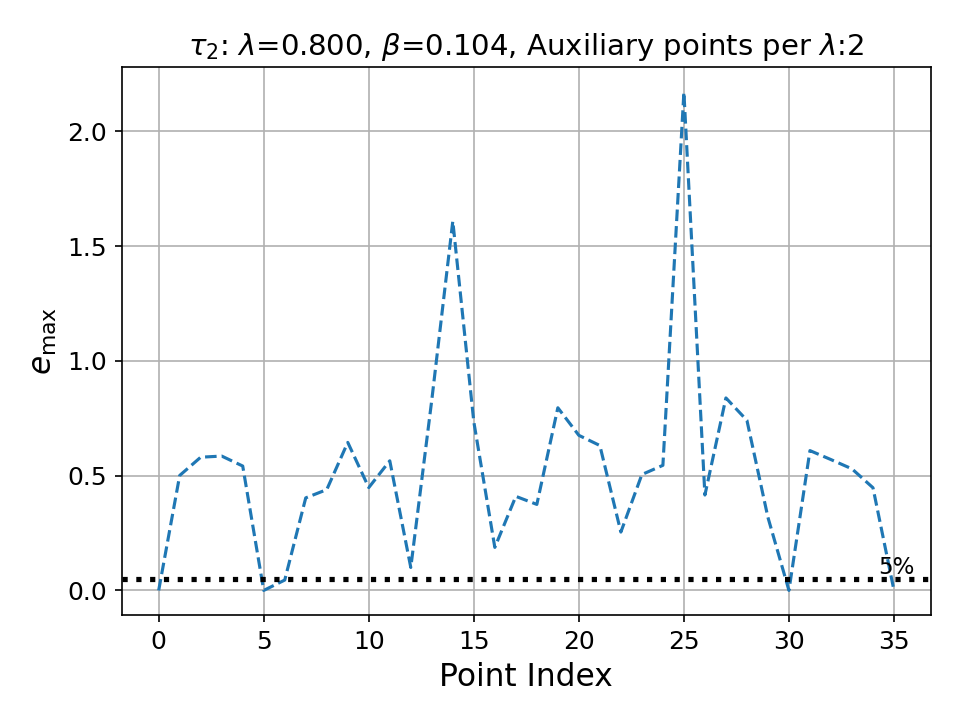 τ₂: λ=0.800, β=0.104, Auxiliary points per λ:2
e_max
2.0
1.5
1.0
0.5
0.0
5%
0 5 10 15 20 25 30 35
Point Index